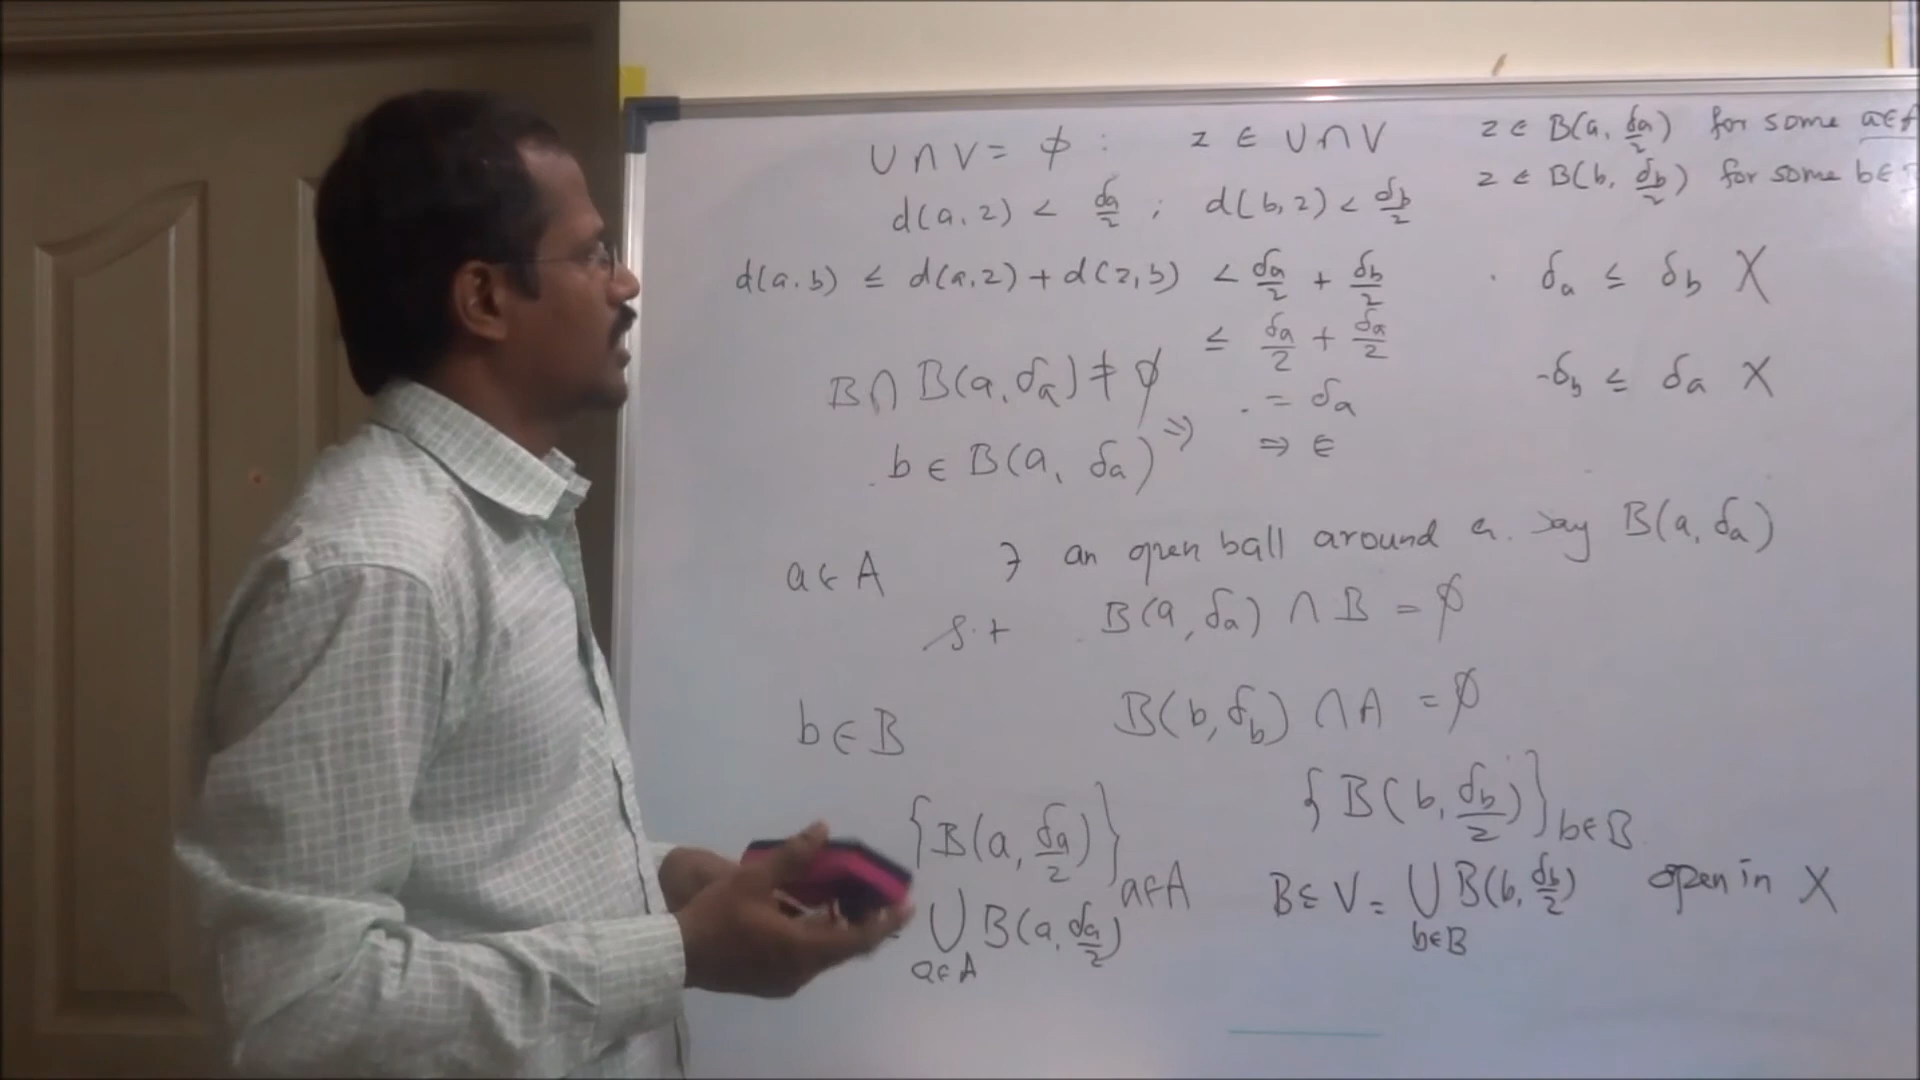 U ∩ V = ϕ : z ∈ U ∩ V
z ∈ B(a, δa/2) for some a∈A
z ∈ B(b, δb/2) for some b∈
d(a,z) < δa/2 ; d(b,z) < δb/2
d(a,b) ≤ d(a,z) + d(z,b) < δa/2 + δb/2
≤ δa/2 + δa/2
= δa
⇒ ∈
δa ≤ δb X
δb ≤ δa X
B ∩ B(a, δa) ≠ ϕ
b ∈ B(a, δa) ⇒
a ∈ A ∃ an open ball around a. say B(a, δa)
s.t B(a, δa) ∩ B = ϕ
b ∈ B B(b, δb) ∩ A = ϕ
{B(a, δa/2)}a∈A {B(b, δb/2)}b∈B
= ∪a∈A B(a, δa/2) B ⊆ V = ∪b∈B B(b, δb/2) open in X